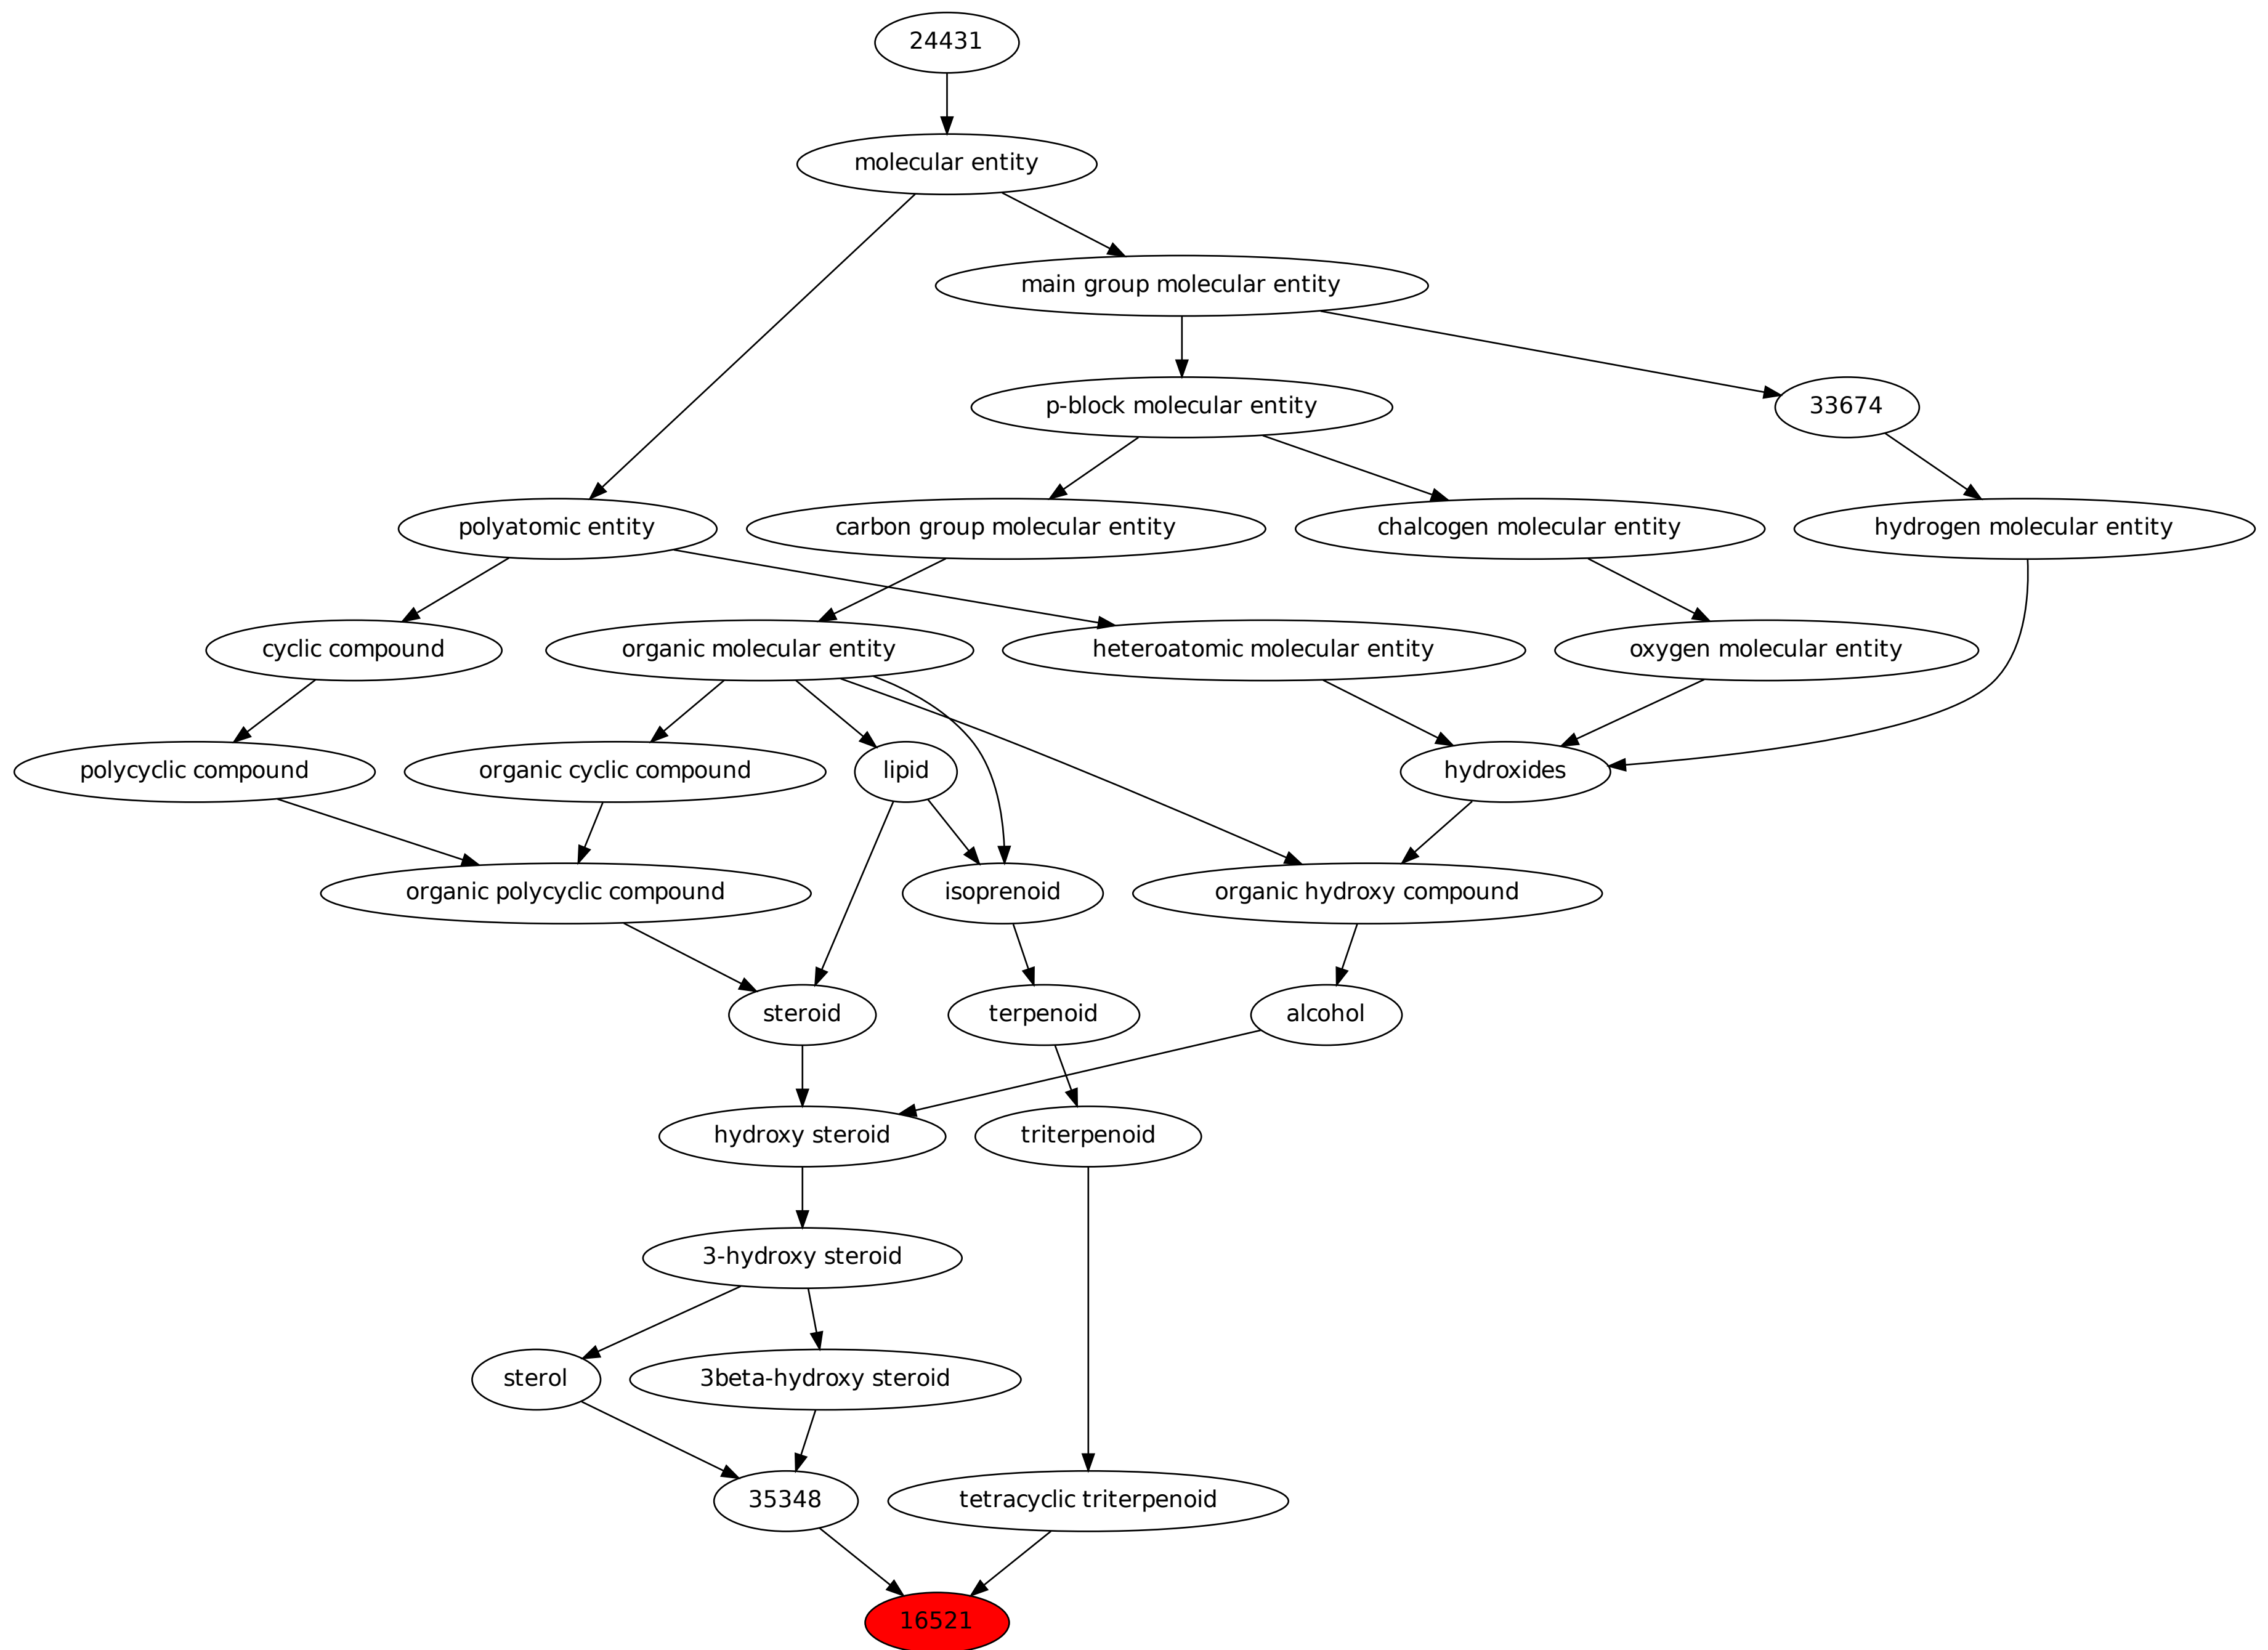 24431
molecular entity
main group molecular entity
p-block molecular entity
33674
polyatomic entity
carbon group molecular entity
chalcogen molecular entity
hydrogen molecular entity
cyclic compound
organic molecular entity
heteroatomic molecular entity
oxygen molecular entity
polycyclic compound
organic cyclic compound
lipid
hydroxides
organic polycyclic compound
isoprenoid
organic hydroxy compound
steroid
terpenoid
alcohol
hydroxy steroid
triterpenoid
3-hydroxy steroid
sterol
3beta-hydroxy steroid
35348
tetracyclic triterpenoid
16521